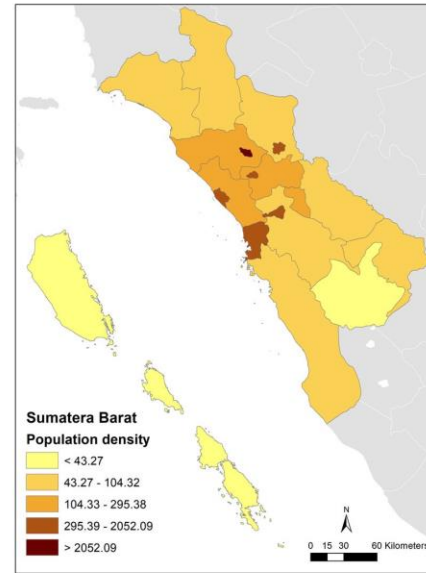 Sumatera Barat
Population density
< 43.27
43.27 - 104.32
104.33 - 295.38
295.39 - 2052.09
> 2052.09
N
0 15 30 60 Kilometers